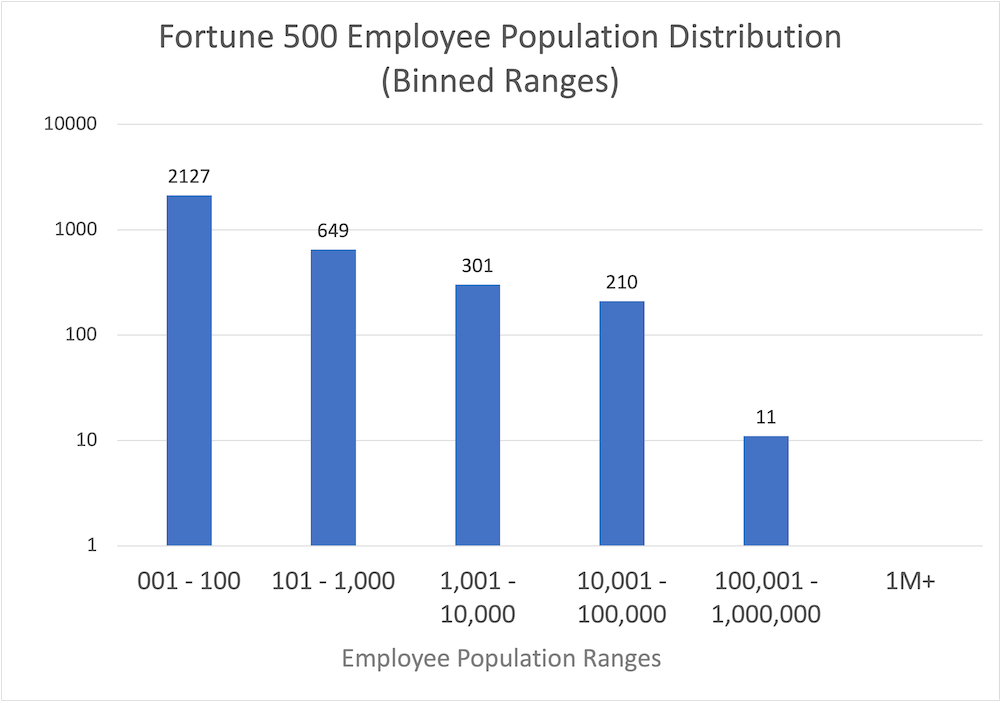 Fortune 500 Employee Population Distribution
(Binned Ranges)
10000
1000
100
10
1
2127
649
301
210
11
001 - 100
101 - 1,000
1,001 -
10,000
10,001 -
100,000
100,001 -
1,000,000
1M+
Employee Population Ranges